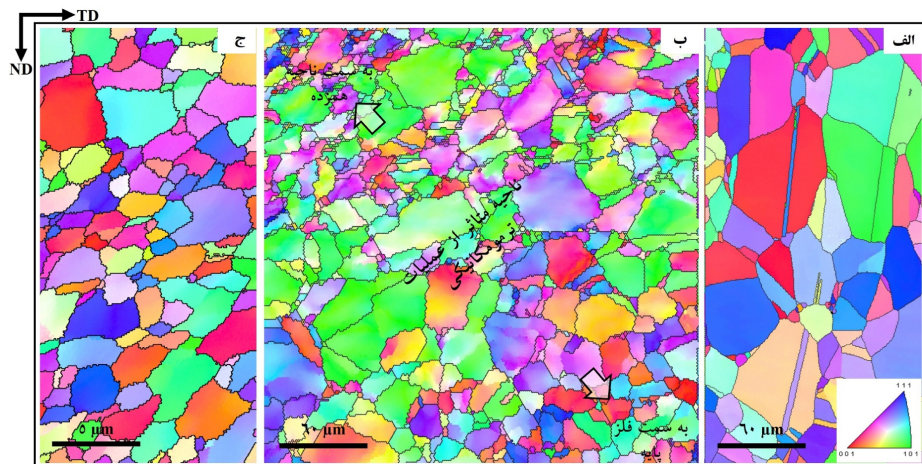 TD
ND
ج
ب
الف
به سمت ناحیه
همزده
ناحیه متاثر از عملیات
ترمومکانیکی
به سمت فلز
پایه
۵ μm
۶۰ μm
۶۰ μm
111
001
101